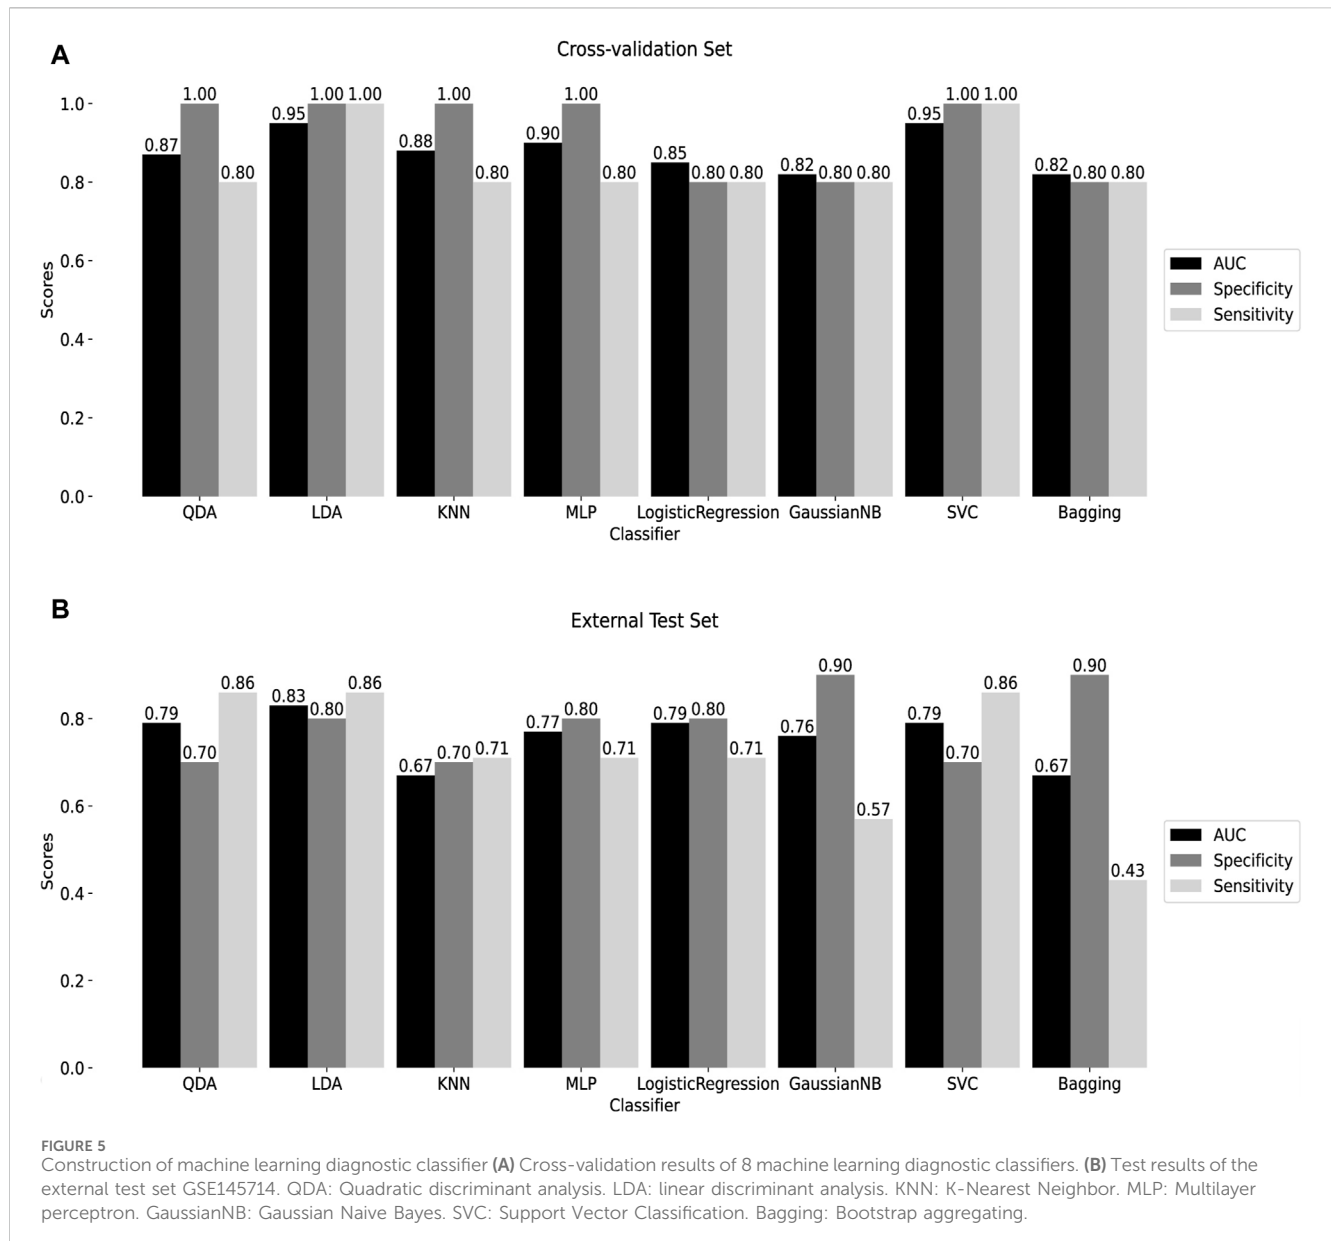 A
Cross-validation Set
1.00 1.00 1.00 1.00 1.00 1.00 1.00
0.87 0.80 0.95 0.88 0.80 0.90 0.80 0.85 0.80 0.80 0.82 0.80 0.80 0.95 0.82 0.80 0.80
1.0
0.8
0.6
0.4
0.2
0.0
Scores
QDA LDA KNN MLP LogisticRegression GaussianNB SVC Bagging
Classifier
AUC
Specificity
Sensitivity
B
External Test Set
0.79 0.70 0.86 0.83 0.80 0.86 0.67 0.70 0.71 0.77 0.80 0.71 0.79 0.80 0.71 0.76 0.90 0.57 0.79 0.70 0.86 0.67 0.90 0.43
0.8
0.6
0.4
0.2
0.0
Scores
QDA LDA KNN MLP LogisticRegression GaussianNB SVC Bagging
Classifier
AUC
Specificity
Sensitivity
FIGURE 5
Construction of machine learning diagnostic classifier (A) Cross-validation results of 8 machine learning diagnostic classifiers. (B) Test results of the
external test set GSE145714. QDA: Quadratic discriminant analysis. LDA: linear discriminant analysis. KNN: K-Nearest Neighbor. MLP: Multilayer
perceptron. GaussianNB: Gaussian Naive Bayes. SVC: Support Vector Classification. Bagging: Bootstrap aggregating.